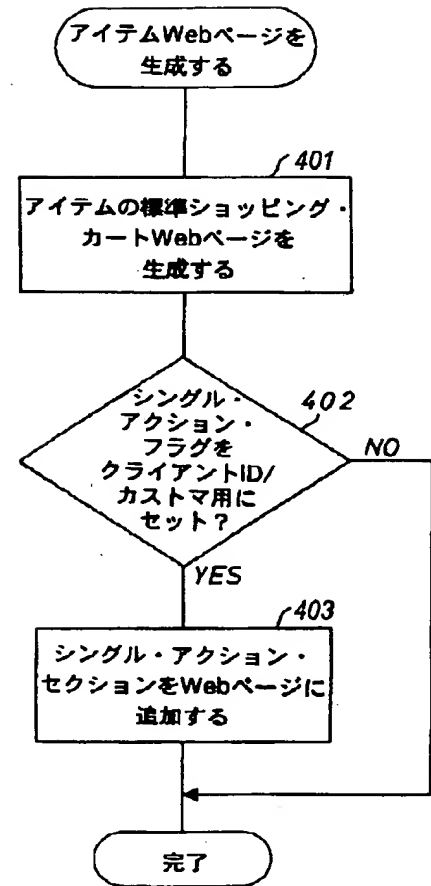 アイテムWebページを
生成する
401
アイテムの標準ショッピング・
カートWebページを
生成する
402
シングル・
アクション・
フラグを
クライアントID/
カストマ用に
セット?
NO
YES
403
シングル・アクション・
セクションをWebページに
追加する
完了